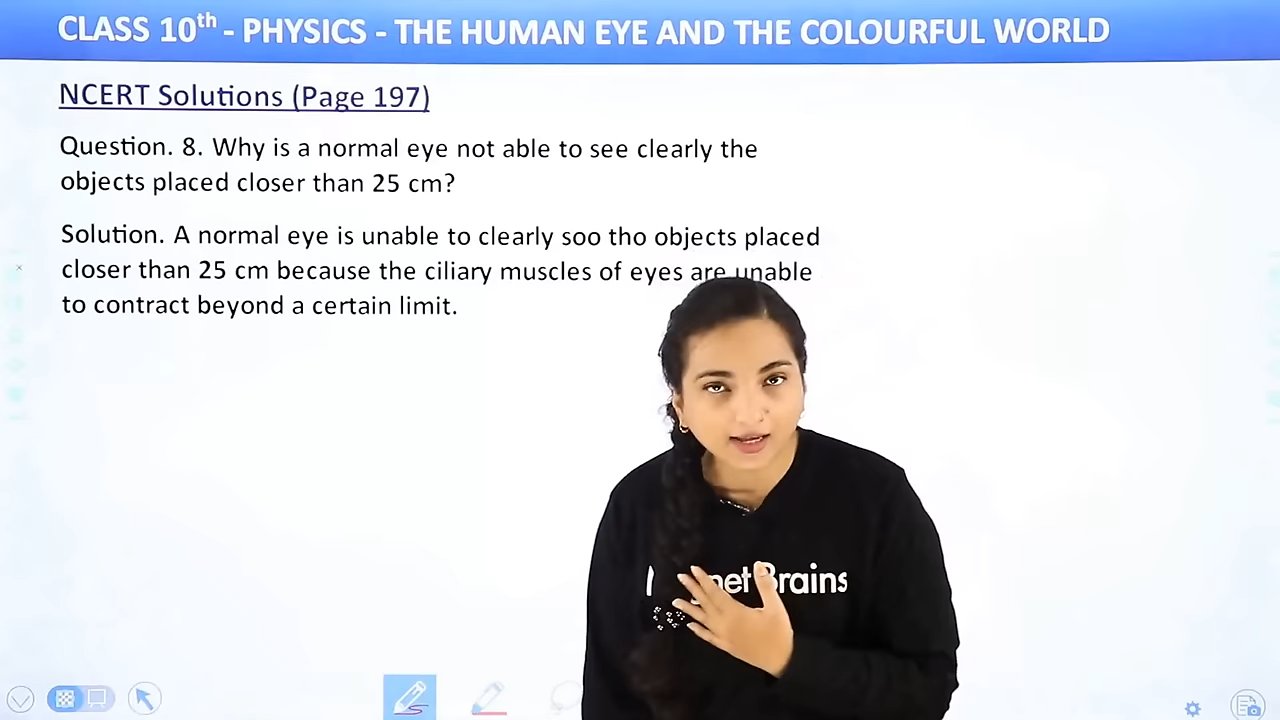 CLASS 10th - PHYSICS - THE HUMAN EYE AND THE COLOURFUL WORLD
NCERT Solutions (Page 197)
Question. 8. Why is a normal eye not able to see clearly the
objects placed closer than 25 cm?
Solution. A normal eye is unable to clearly soo tho objects placed
closer than 25 cm because the ciliary muscles of eyes are unable
to contract beyond a certain limit.
Brains